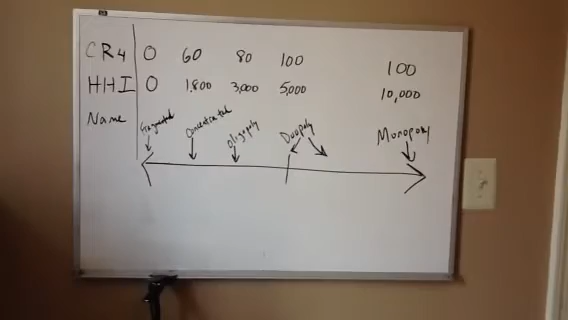 CR4 0 60 80 100 100
HHI 0 1,800 3,000 5,000 10,000
Name Fragmented Concentrated Oligopoly Duopoly Monopoly